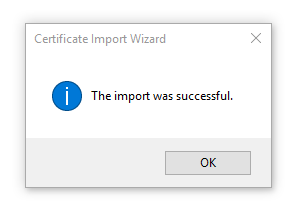 Certificate Import Wizard
The import was successful.
OK